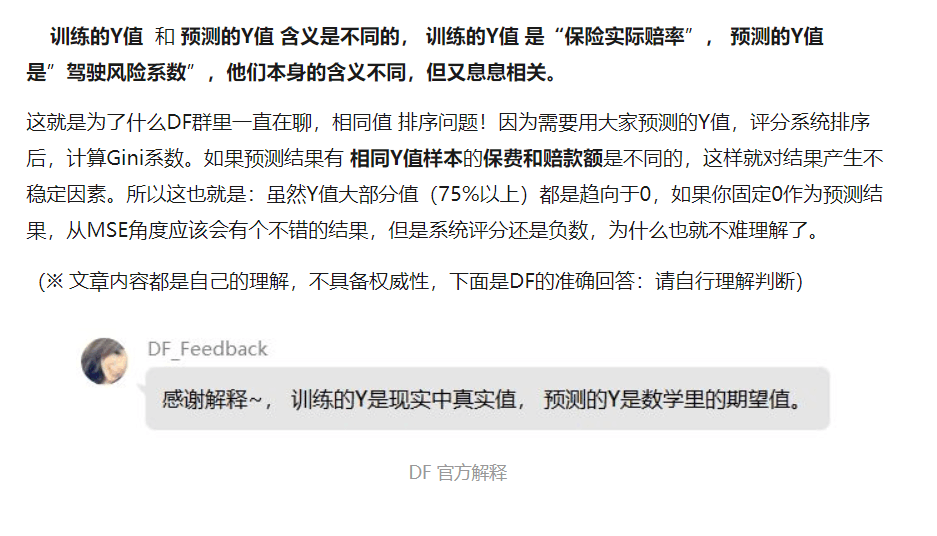 训练的Y值 和 预测的Y值 含义是不同的， 训练的Y值 是“保险实际赔率”， 预测的Y值
是”驾驶风险系数”，他们本身的含义不同，但又息息相关。
这就是为了什么DF群里一直在聊，相同值 排序问题！因为需要用大家预测的Y值，评分系统排序
后，计算Gini系数。如果预测结果有 相同Y值样本的保费和赔款额是不同的，这样就对结果产生不
稳定因素。所以这也就是：虽然Y值大部分值（75%以上）都是趋向于0，如果你固定0作为预测结
果，从MSE角度应该会有个不错的结果，但是系统评分还是负数，为什么也就不难理解了。
（※ 文章内容都是自己的理解，不具备权威性，下面是DF的准确回答：请自行理解判断）
DF_Feedback
感谢解释~， 训练的Y是现实中真实值， 预测的Y是数学里的期望值。
DF 官方解释